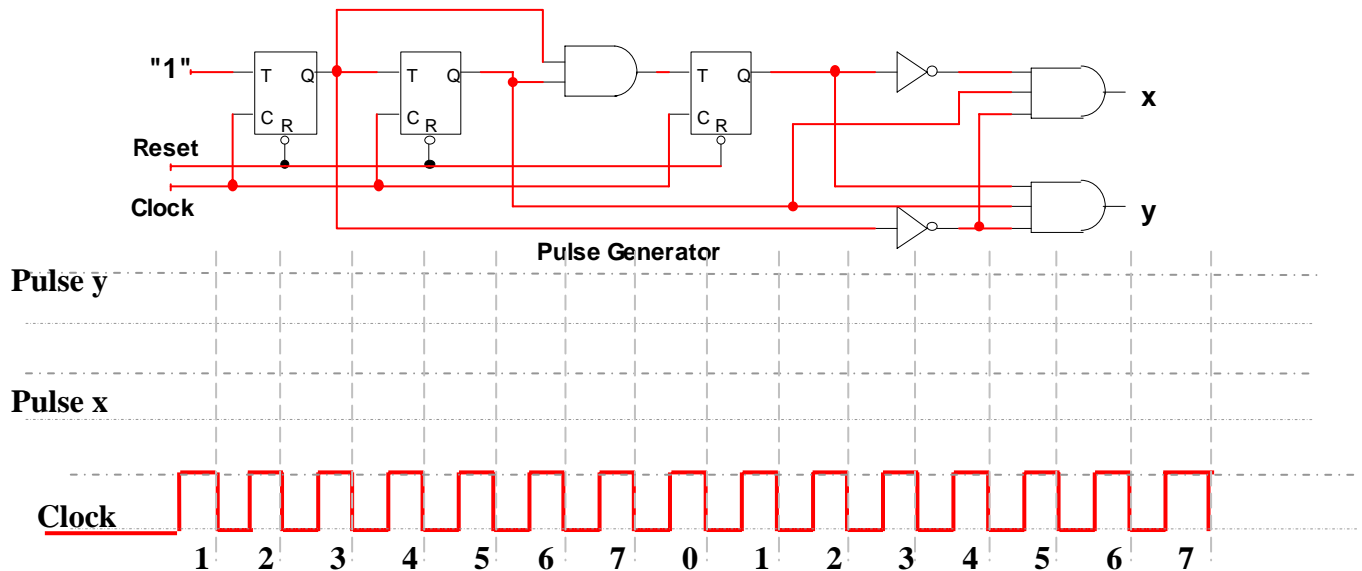 "1"
T Q
C R
T Q
C R
T Q
C R
x
y
Reset
Clock
Pulse Generator
Pulse y
Pulse x
Clock
1 2 3 4 5 6 7 0 1 2 3 4 5 6 7